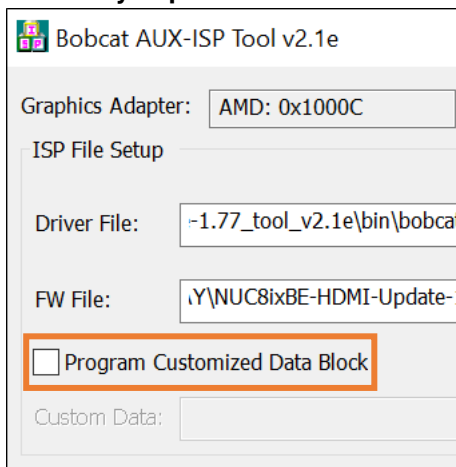 Bobcat AUX-ISP Tool v2.1e
Graphics Adapter: AMD: 0x1000C
ISP File Setup
Driver File: -1.77_tool_v2.1e\bin\bobca
FW File: \Y\NUC8ixBE-HDMI-Update-
Program Customized Data Block
Custom Data: